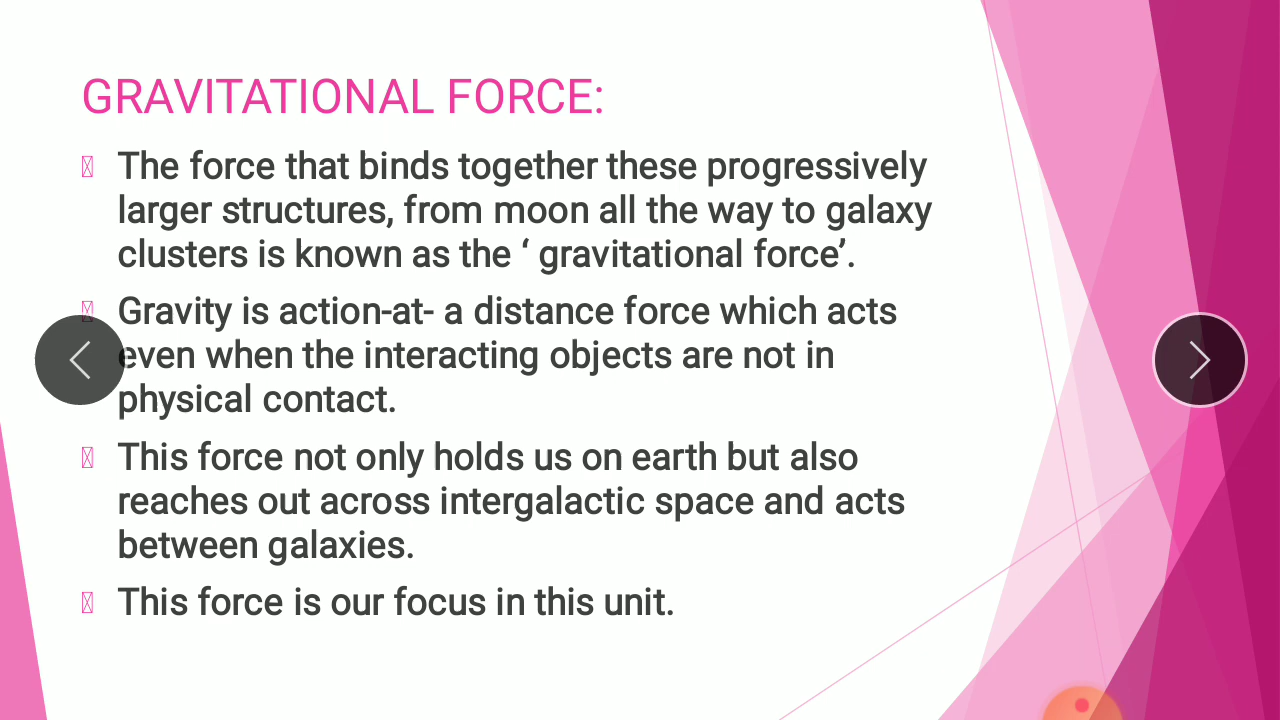 GRAVITATIONAL FORCE:
The force that binds together these progressively
larger structures, from moon all the way to galaxy
clusters is known as the ‘ gravitational force’.
Gravity is action-at- a distance force which acts
even when the interacting objects are not in
physical contact.
This force not only holds us on earth but also
reaches out across intergalactic space and acts
between galaxies.
This force is our focus in this unit.